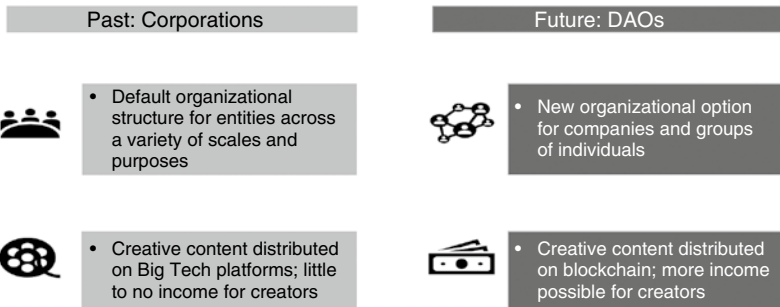 Past: Corporations
Future: DAOs
• Default organizational
structure for entities across
a variety of scales and
purposes
• New organizational option
for companies and groups
of individuals
• Creative content distributed
on Big Tech platforms; little
to no income for creators
• Creative content distributed
on blockchain; more income
possible for creators